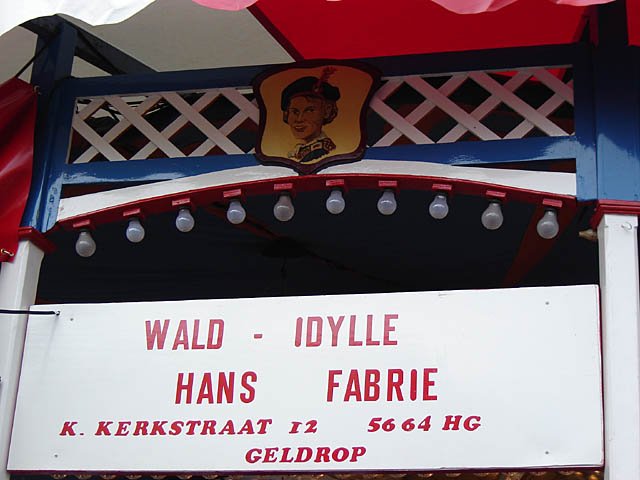 WALD - IDYLLE
HANS FABRIE
K. KERKSTRAAT 12 5664 HG
GELDROP